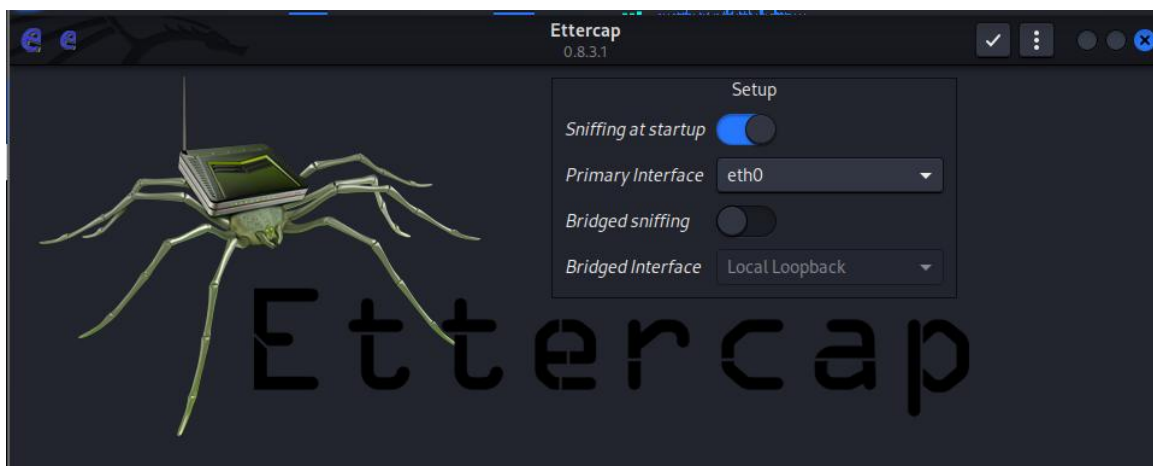 Ettercap
0.8.3.1
Setup
Sniffing at startup
Primary Interface eth0
Bridged sniffing
Bridged Interface Local Loopback
Ettercap